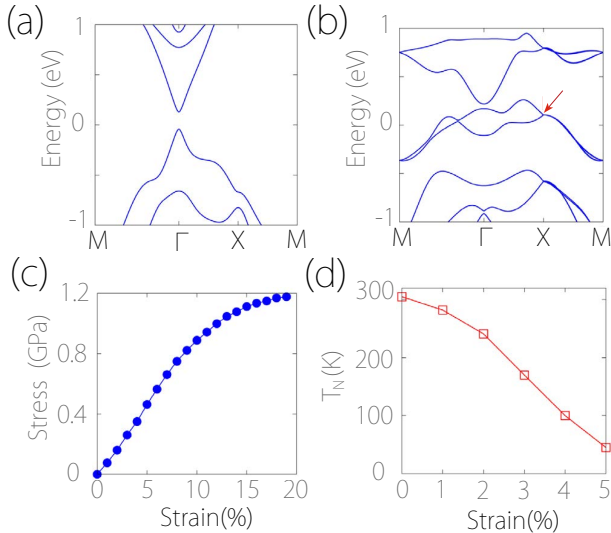 (a)
Energy (eV)
1
0
-1
M Γ X M
(b)
Energy (eV)
1
0
-1
M Γ X M
(c)
Stress (GPa)
1.2
0.8
0.4
0
0 5 10 15 20
Strain(%)
(d)
T_N(K)
300
200
100
0
0 1 2 3 4 5
Strain(%)